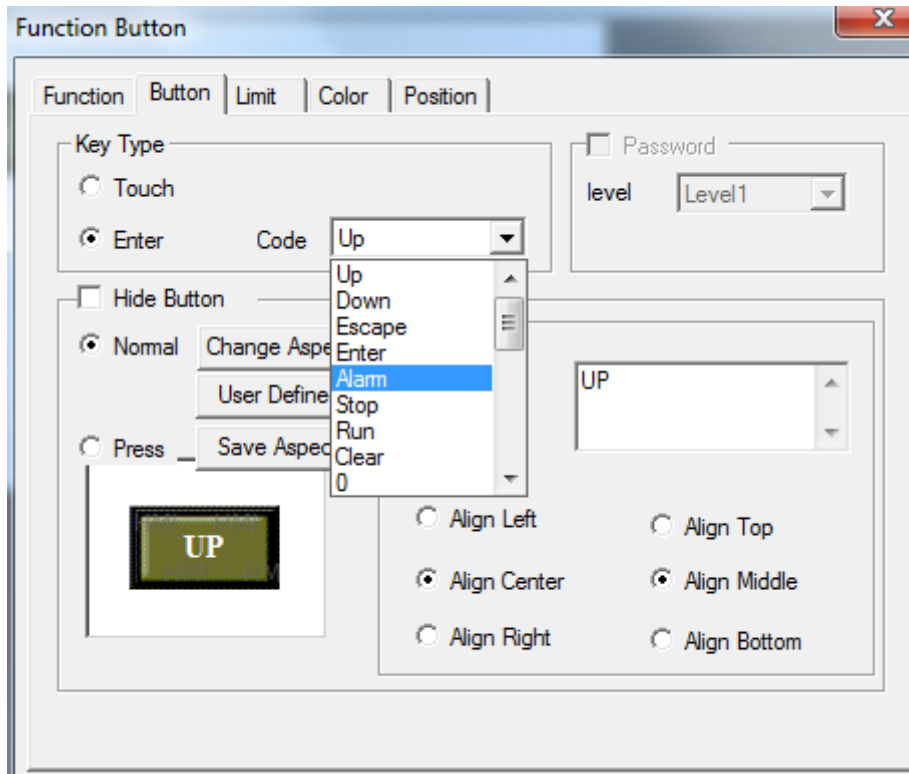 Function Button
Function Button Limit Color Position
Key Type
Touch
Enter Code Up
Password
level Level1
Up
Down
Escape
Enter
Alarm
Stop
Run
Clear
0
Hide Button
Normal Change Aspe
User Define
Press Save Aspec
UP
UP
Align Left
Align Center
Align Right
Align Top
Align Middle
Align Bottom